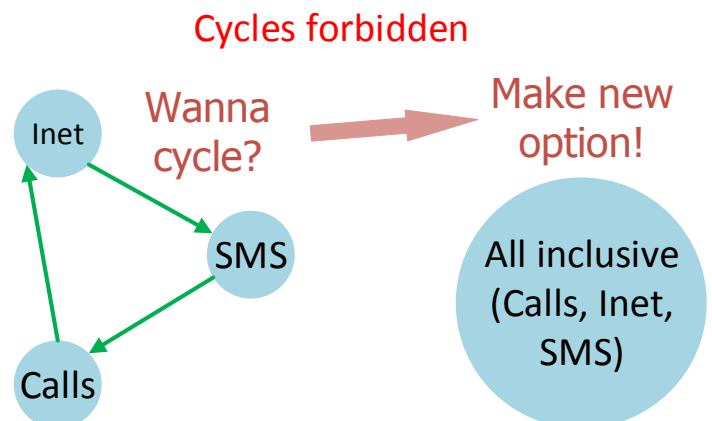 Cycles forbidden
Inet
Wanna
cycle?
Make new
option!
SMS
Calls
All inclusive
(Calls, Inet,
SMS)